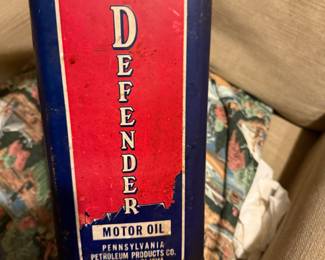 DEFENDER
MOTOR OIL
PENNSYLVANIA
PETROLEUM PRODUCTS CO.